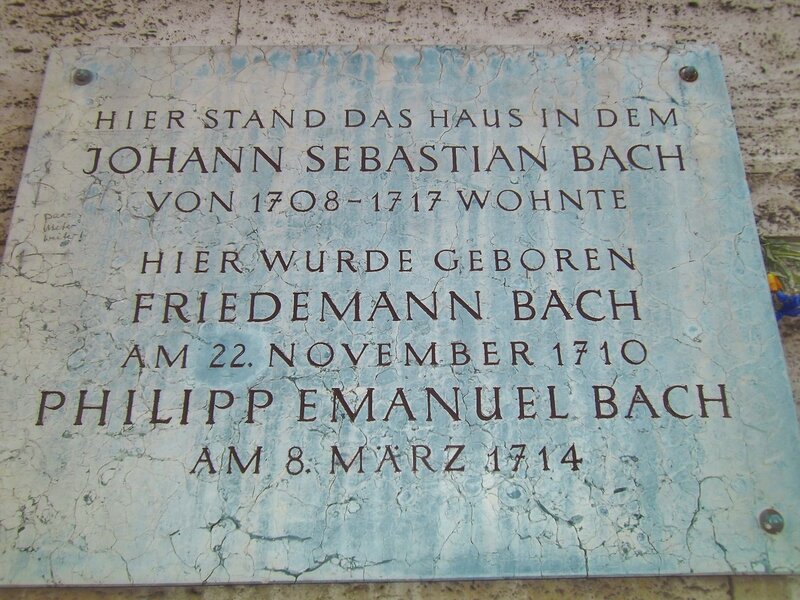 HIER STAND DAS HAUS IN DEM
JOHANN SEBASTIAN BACH
VON 1708-1717 WOHNTE
HIER WURDE GEBOREN
FRIEDEMANN BACH
AM 22. NOVEMBER 1710
PHILIPP EMANUEL BACH
AM 8. MÄRZ 1714